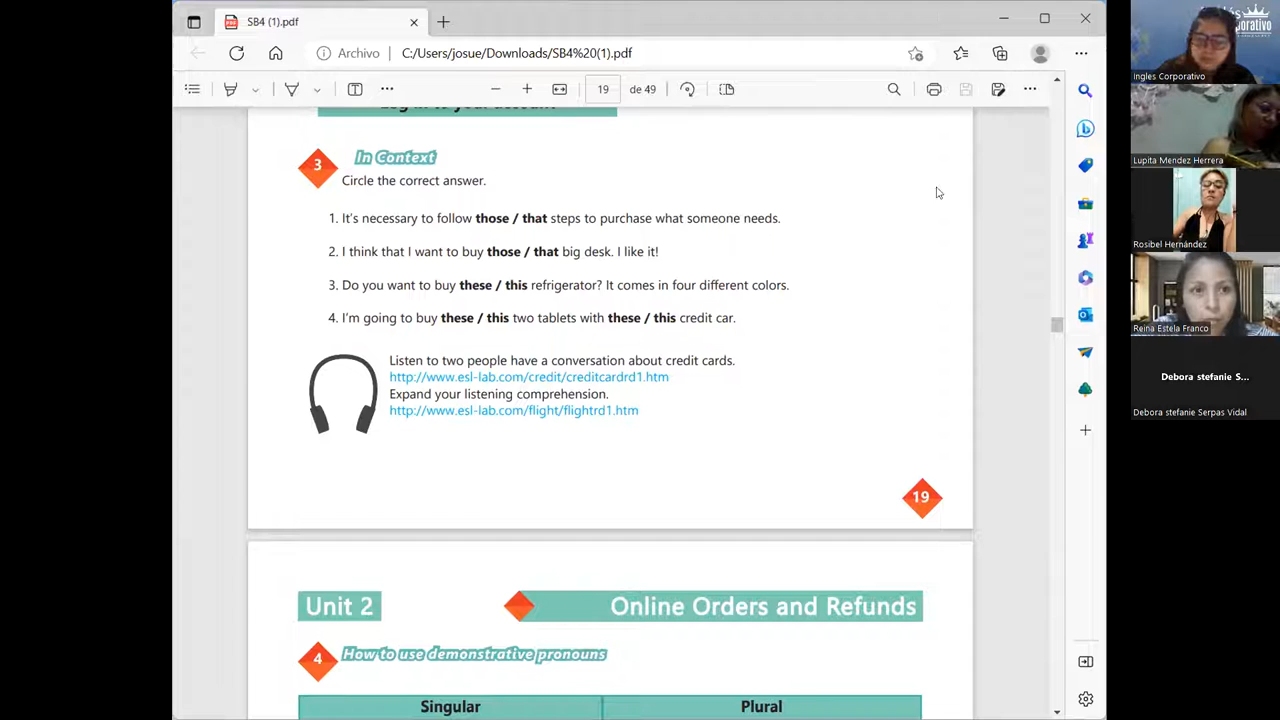 SB4 (1).pdf
Archivo
C:/Users/josue/Downloads/SB4%20(1).pdf
19
de 49
Log in to your account
3
In Context
Circle the correct answer.
1. It's necessary to follow those / that steps to purchase what someone needs.
2. I think that I want to buy those / that big desk. I like it!
3. Do you want to buy these / this refrigerator? It comes in four different colors.
4. I'm going to buy these / this two tablets with these / this credit car.
Listen to two people have a conversation about credit cards.
http://www.esl-lab.com/credit/creditcardrd1.htm
Expand your listening comprehension.
http://www.esl-lab.com/flight/flightrd1.htm
19
Unit 2
Online Orders and Refunds
4
How to use demonstrative pronouns
Singular
Plural
Ingles Corporativo
Lupita Mendez Herrera
Rosibel Hernández
Reina Estela Franco
Debora stefanie S...
Debora stefanie Serpas Vidal